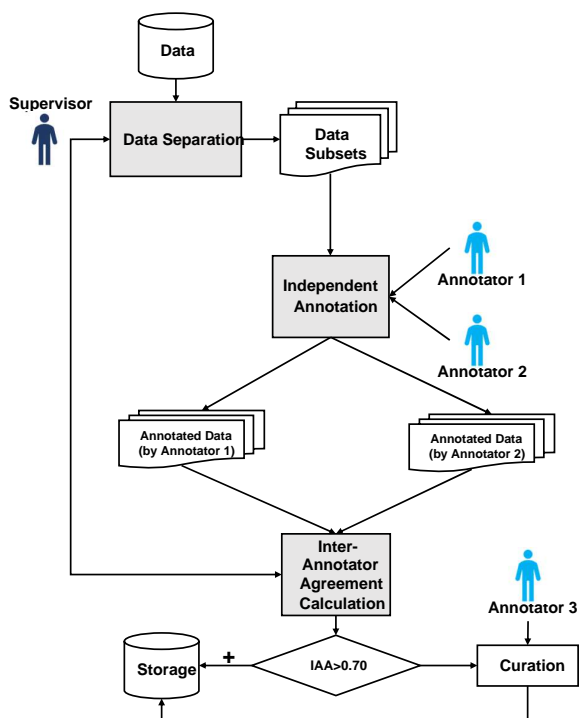 Data
Supervisor
Data Separation
Data
Subsets
Annotator 1
Independent
Annotation
Annotator 2
Annotated Data
(by Annotator 1)
Annotated Data
(by Annotator 2)
Inter-
Annotator
Agreement
Calculation
Annotator 3
+
Storage
IAA>0.70
Curation